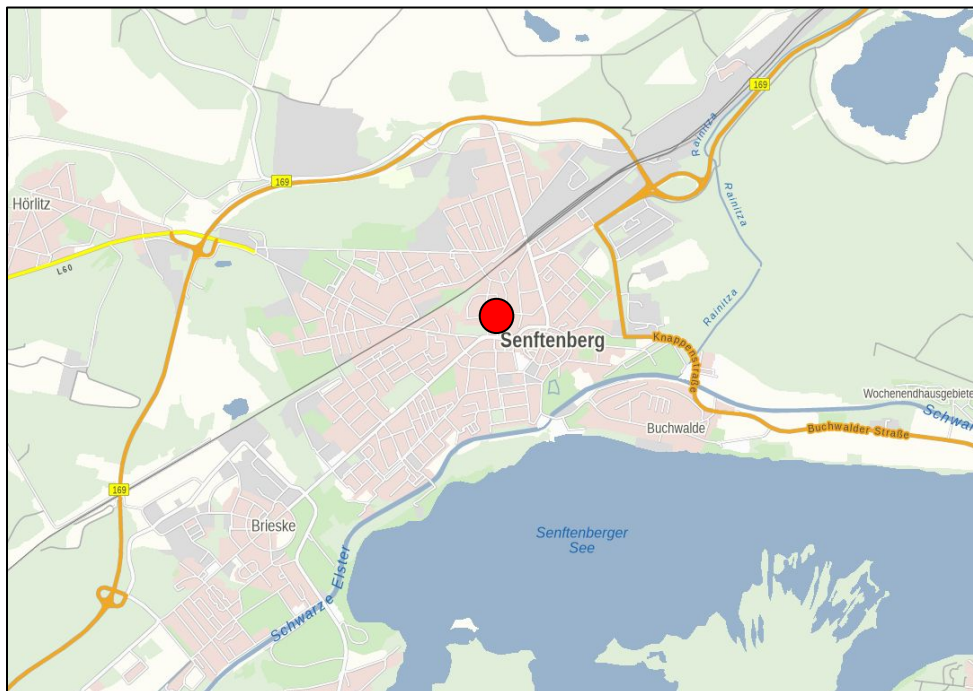 169
Rainitza
169
Rainitza
Hörlitz
L60
Rainitza
Senftenberg
Knappenstraße
Wochenendhausgebiete
Schwar
Buchwalde
Buchwalder Straße
169
Brieske
Senftenberger
See
Schwarze Elster